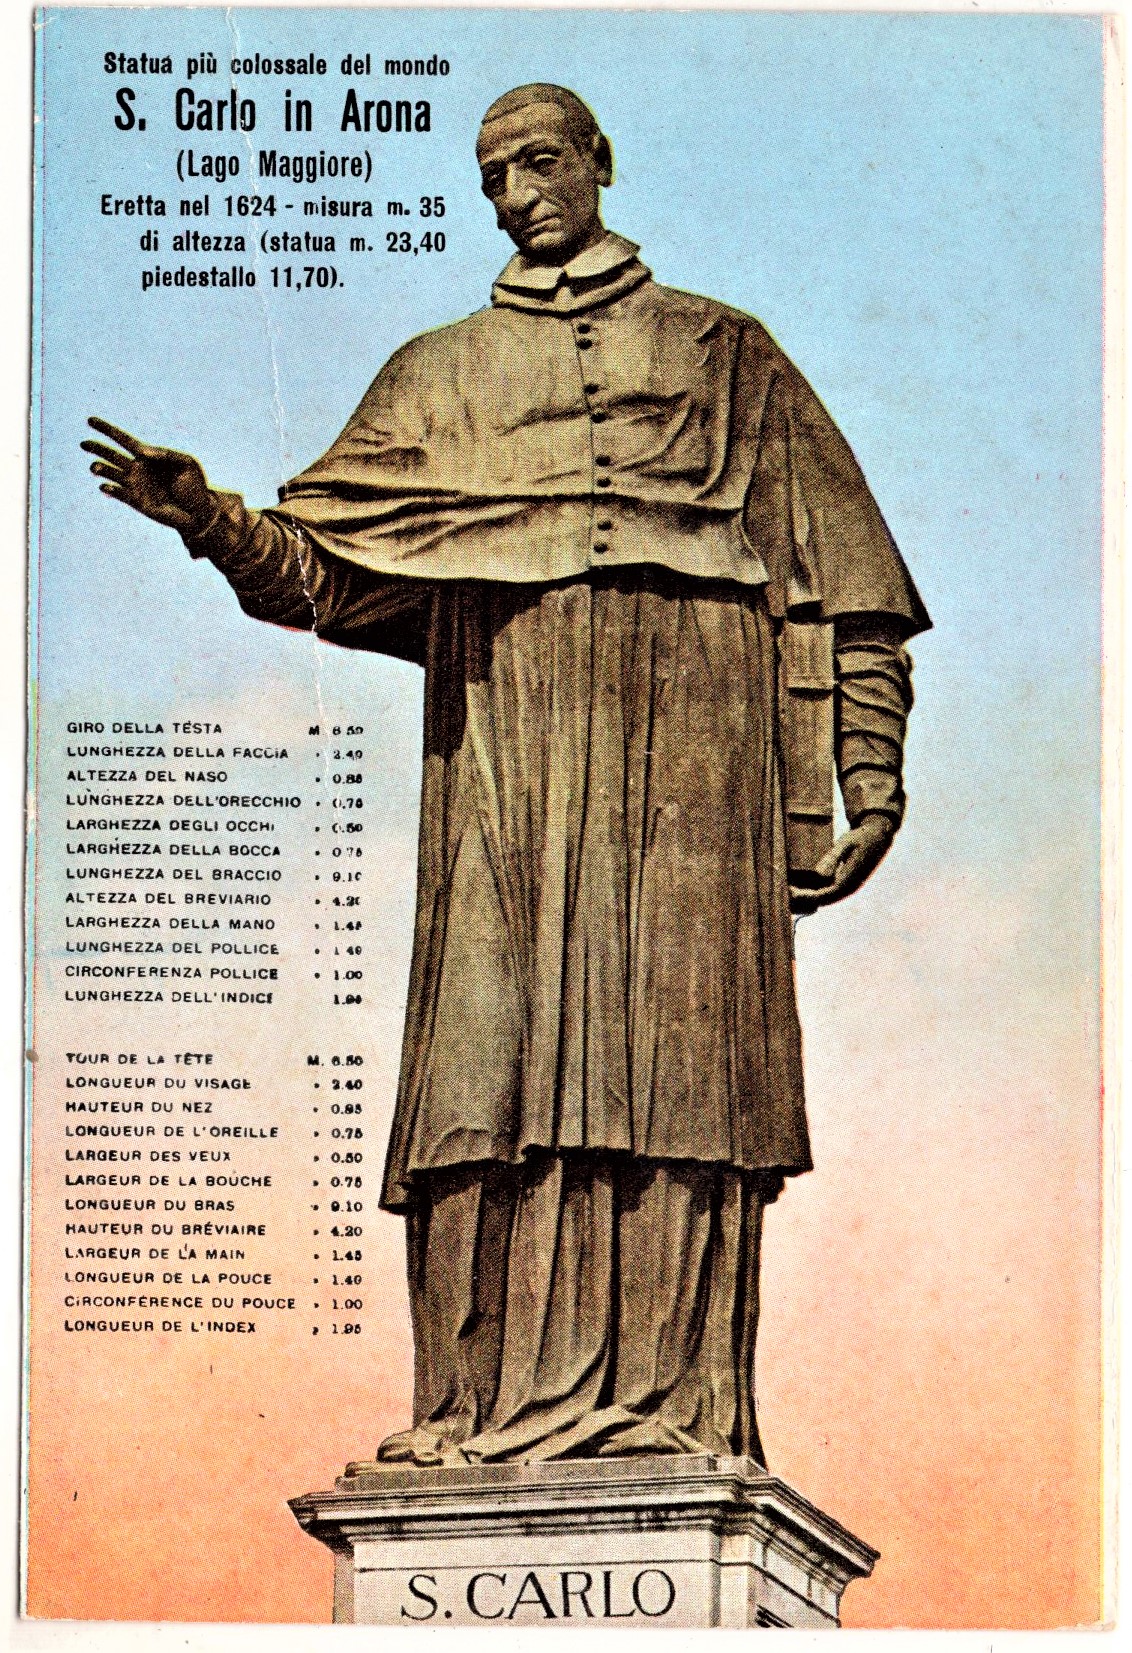 Statua più colossale del mondo
S. Carlo in Arona
(Lago Maggiore)
Eretta nel 1624 - misura m. 35
di altezza (statua m. 23,40
piedestallo 11,70).
GIRO DELLA TESTA M 6.50
LUNGHEZZA DELLA FACCIA 2.40
ALTEZZA DEL NASO 0.85
LUNGHEZZA DELL'ORECCHIO 0.75
LARGHEZZA DEGLI OCCHI 0.50
LARGHEZZA DELLA BOCCA 0.75
LUNGHEZZA DEL BRACCIO 9.10
ALTEZZA DEL BREVIARIO 4.20
LARGHEZZA DELLA MANO 1.45
LUNGHEZZA DEL POLLICE 1 40
CIRCONFERENZA POLLICE 1.00
LUNGHEZZA DELL'INDICE
TOUR DE LA TÊTE M. 6.50
LONGUEUR DU VISAGE 2.40
HAUTEUR DU NEZ 0.85
LONGUEUR DE L'OREILLE 0.75
LARGEUR DES VEUX 0.50
LARGEUR DE LA BOUCHE 0.75
LONGUEUR DU BRAS 9.10
HAUTEUR DU BRÉVIAIRE 4.20
LARGEUR DE LA MAIN 1.45
LONGUEUR DE LA POUCE 1.40
CIRCONFÉRENCE DU POUCE 1.00
LONGUEUR DE L'INDEX 1.95
S. CARLO